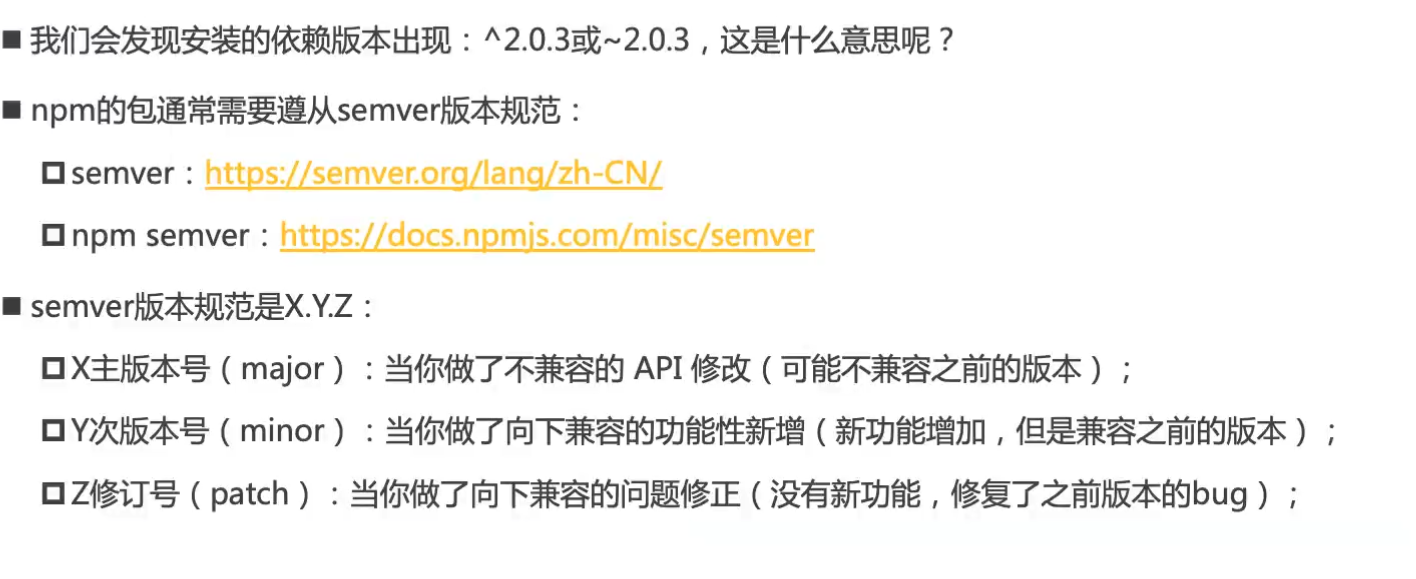 ■ 我们会发现安装的依赖版本出现：^2.0.3或~2.0.3，这是什么意思呢？
■ npm的包通常需要遵从semver版本规范：
semver：https://semver.org/lang/zh-CN/
npm semver：https://docs.npmjs.com/misc/semver
■ semver版本规范是X.Y.Z：
X主版本号（major）：当你做了不兼容的 API 修改（可能不兼容之前的版本）；
Y次版本号（minor）：当你做了向下兼容的功能性新增（新功能增加，但是兼容之前的版本）；
Z修订号（patch）：当你做了向下兼容的问题修正（没有新功能，修复了之前版本的bug）；